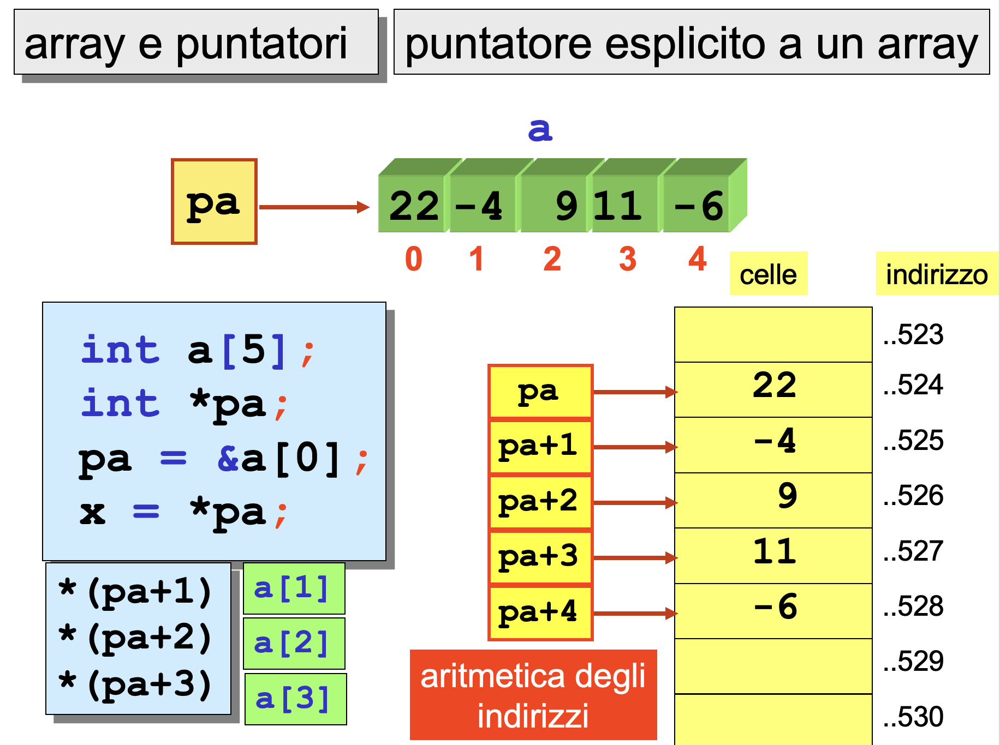 array e puntatori
puntatore esplicito a un array
a
pa
22 -4 9 11 -6
0 1 2 3 4
celle
indirizzo
int a[5];
int *pa;
pa = &a[0];
x = *pa;
*(pa+1)
*(pa+2)
*(pa+3)
a[1]
a[2]
a[3]
..523
pa 22 ..524
pa+1 -4 ..525
pa+2 9 ..526
pa+3 11 ..527
pa+4 -6 ..528
..529
..530
aritmetica degli
indirizzi